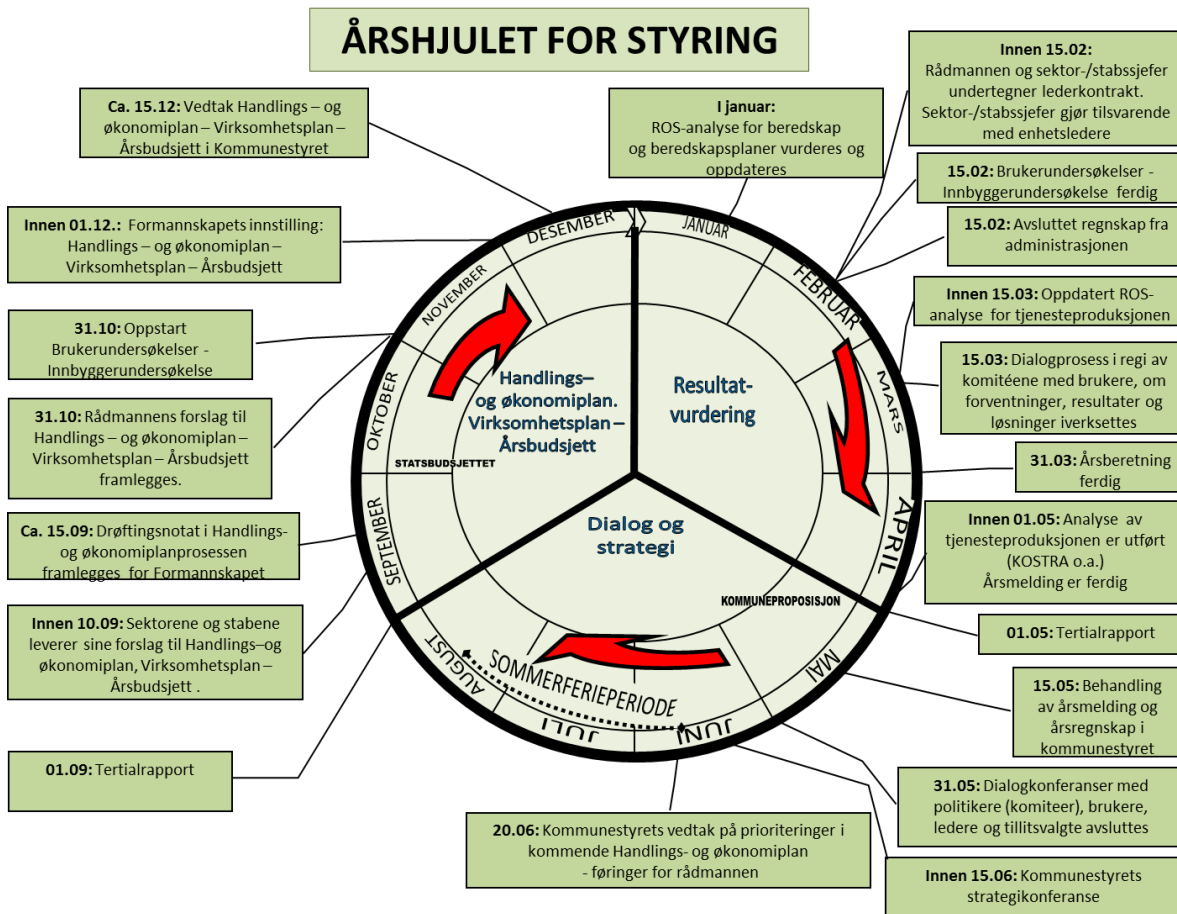 ÅRSHJULET FOR STYRING
I januar:
ROS-analyse for beredskap
og beredskapsplaner vurderes og
oppdateres
Innen 15.02:
Rådmannen og sektor-/stabssjefer
undertegner lederkontrakt.
Sektor-/stabssjefer gjør tilsvarende
med enhetsledere
15.02: Brukerundersøkelser -
Innbyggerundersøkelse ferdig
15.02: Avsluttet regnskap fra
administrasjonen
Innen 15.03: Oppdatert ROS-
analyse for tjenesteproduksjonen
15.03: Dialogprosess i regi av
komitéene med brukere, om
forventninger, resultater og
løsninger iverksettes
31.03: Årsberetning
ferdig
Innen 01.05: Analyse av
tjenesteproduksjonen er utført
(KOSTRA o.a.)
Årsmelding er ferdig
01.05: Tertialrapport
15.05: Behandling
av årsmelding og
årsregnskap i
kommunestyret
31.05: Dialogkonferanser med
politikere (komiteer), brukere,
ledere og tillitsvalgte avsluttes
Innen 15.06: Kommunestyrets
strategikonferanse
20.06: Kommunestyrets vedtak på prioriteringer i
kommende Handlings- og økonomiplan
- føringer for rådmannen
01.09: Tertialrapport
Innen 10.09: Sektorene og stabene
leverer sine forslag til Handlings–og
økonomiplan, Virksomhetsplan –
Årsbudsjett .
Ca. 15.09: Drøftingsnotat i Handlings-
og økonomiplanprosessen
framlegges for Formannskapet
31.10: Rådmannens forslag til
Handlings – og økonomiplan –
Virksomhetsplan – Årsbudsjett
framlegges.
31.10: Oppstart
Brukerundersøkelser -
Innbyggerundersøkelse
Innen 01.12.: Formannskapets innstilling:
Handlings – og økonomiplan –
Virksomhetsplan – Årsbudsjett
Ca. 15.12: Vedtak Handlings – og
økonomiplan – Virksomhetsplan –
Årsbudsjett i Kommunestyret
JANUAR
FEBRUAR
MARS
APRIL
MAI
JUNI
JULI
AUGUST
SEPTEMBER
OKTOBER
NOVEMBER
DESEMBER
Resultat-
vurdering
Handlings–
og økonomiplan.
Virksomhetsplan –
Årsbudsjett
STATSBUDSJETTET
Dialog og
strategi
KOMMUNEPROPOSISJON
SOMMERFERIEPERIODE